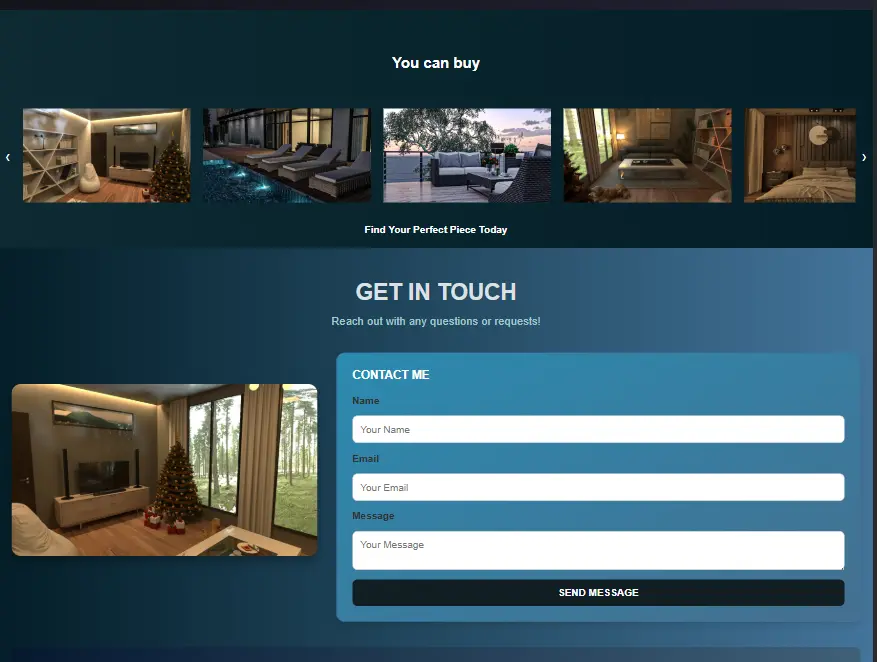 You can buy
‹
›
Find Your Perfect Piece Today
GET IN TOUCH
Reach out with any questions or requests!
CONTACT ME
Name
Your Name
Email
Your Email
Message
Your Message
SEND MESSAGE